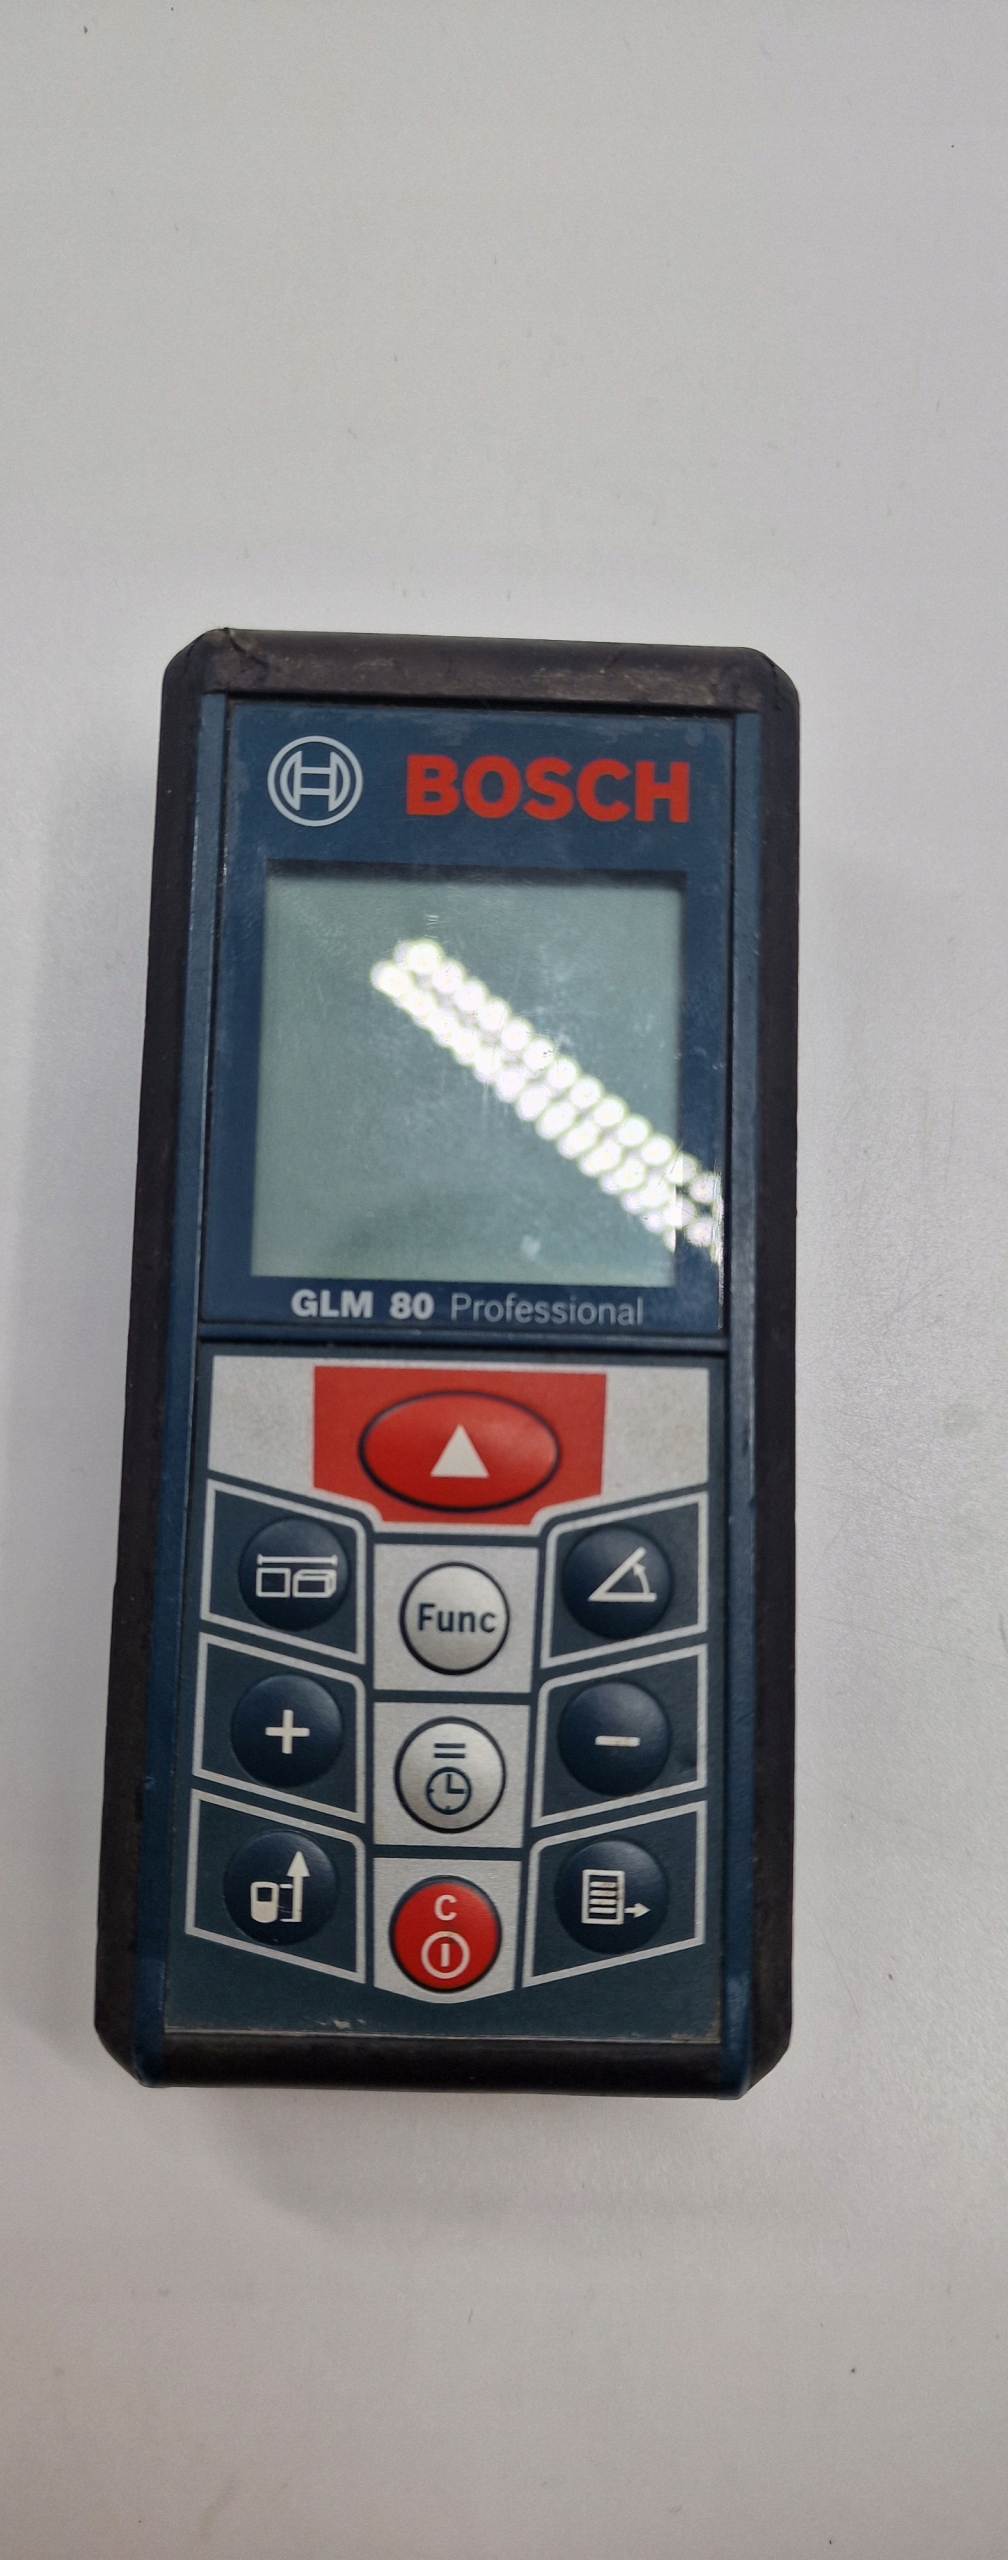 BOSCH
GLM 80 Professional
Func
+
−
=
C